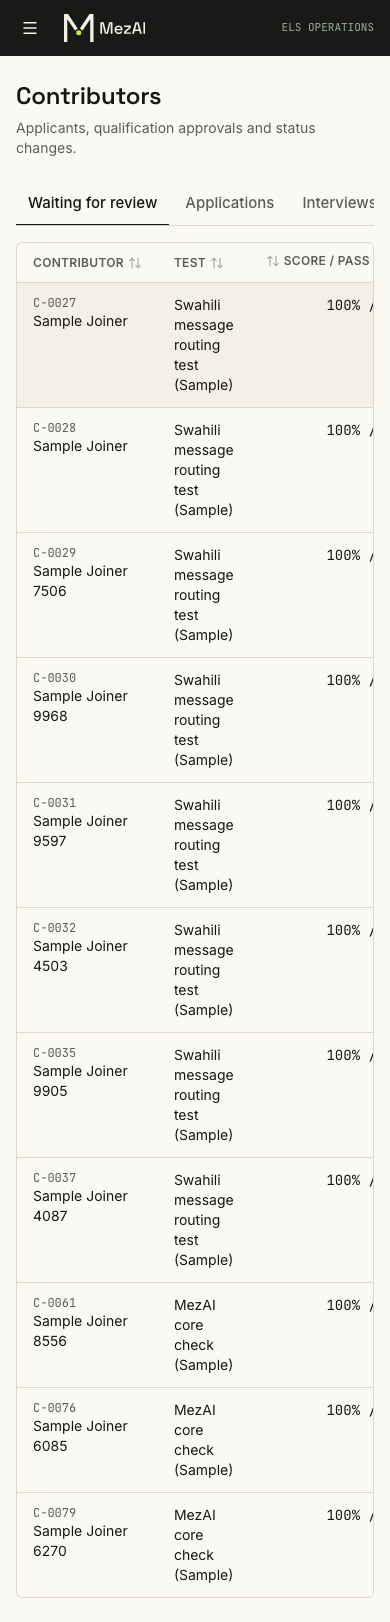 MezAI
ELS OPERATIONS
Contributors
Applicants, qualification approvals and status
changes.
Waiting for review Applications Interviews
CONTRIBUTOR TEST SCORE / PASS
C-0027
Sample Joiner
Swahili
message
routing
test
(Sample)
100% /
C-0028
Sample Joiner
Swahili
message
routing
test
(Sample)
100% /
C-0029
Sample Joiner
7506
Swahili
message
routing
test
(Sample)
100% /
C-0030
Sample Joiner
9968
Swahili
message
routing
test
(Sample)
100% /
C-0031
Sample Joiner
9597
Swahili
message
routing
test
(Sample)
100% /
C-0032
Sample Joiner
4503
Swahili
message
routing
test
(Sample)
100% /
C-0035
Sample Joiner
9905
Swahili
message
routing
test
(Sample)
100% /
C-0037
Sample Joiner
4087
Swahili
message
routing
test
(Sample)
100% /
C-0061
Sample Joiner
8556
MezAI
core
check
(Sample)
100% /
C-0076
Sample Joiner
6085
MezAI
core
check
(Sample)
100% /
C-0079
Sample Joiner
6270
MezAI
core
check
(Sample)
100% /